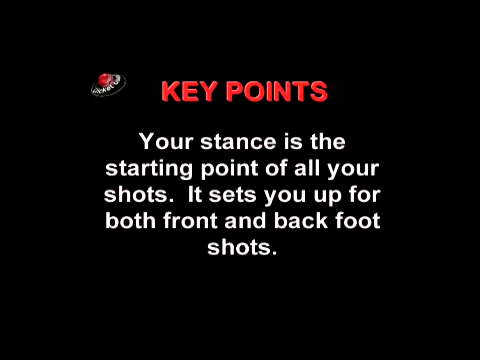 KEY POINTS
Your stance is the
starting point of all your
shots.  It sets you up for
both front and back foot
shots.